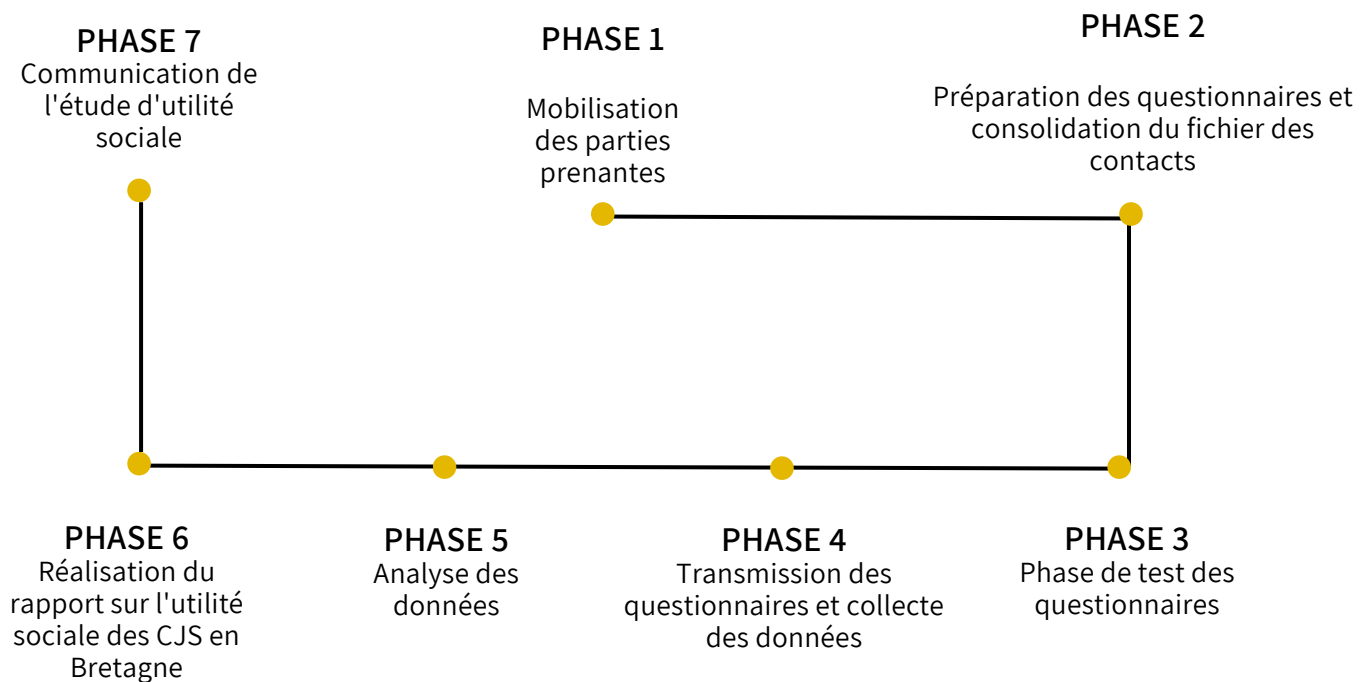 PHASE 7
Communication de
l'étude d'utilité
sociale
PHASE 1
Mobilisation
des parties
prenantes
PHASE 2
Préparation des questionnaires et
consolidation du fichier des
contacts
PHASE 6
Réalisation du
rapport sur l'utilité
sociale des CJS en
Bretagne
PHASE 5
Analyse des
données
PHASE 4
Transmission des
questionnaires et collecte
des données
PHASE 3
Phase de test des
questionnaires